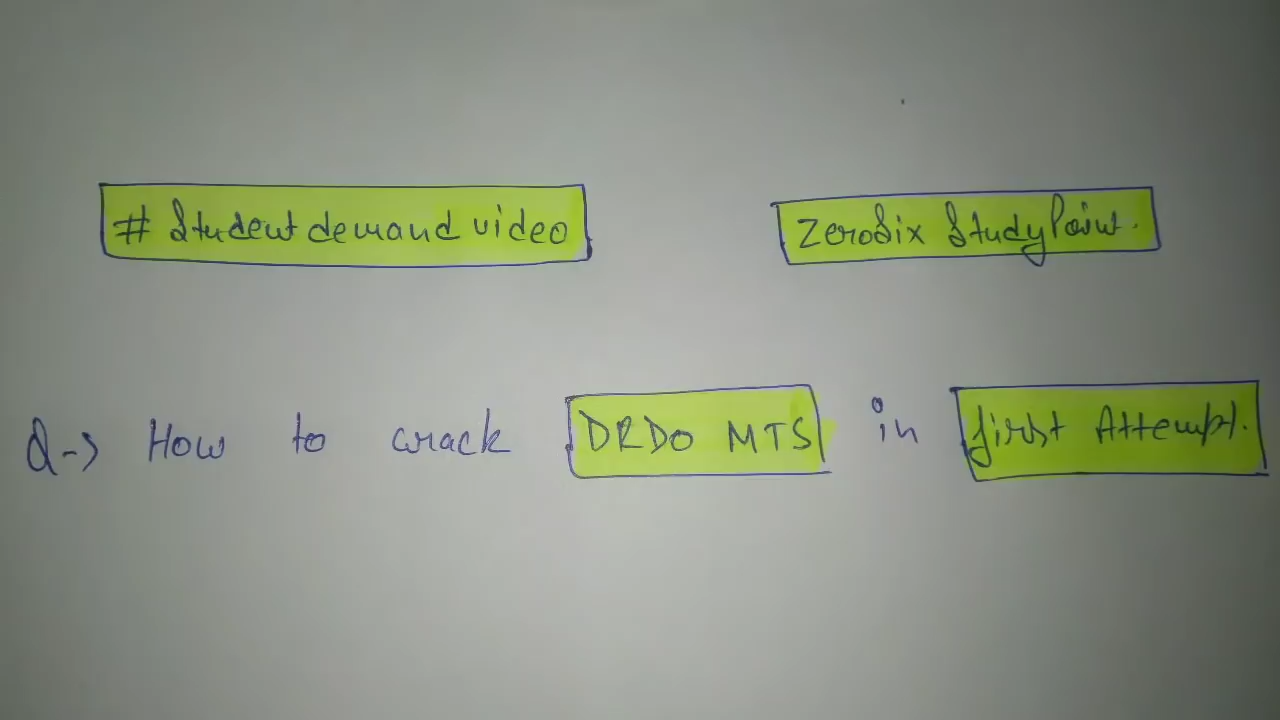 # Student demand video
ZeroSix StudyPoint.
Q-> How to crack DRDO MTS in first Attempt.